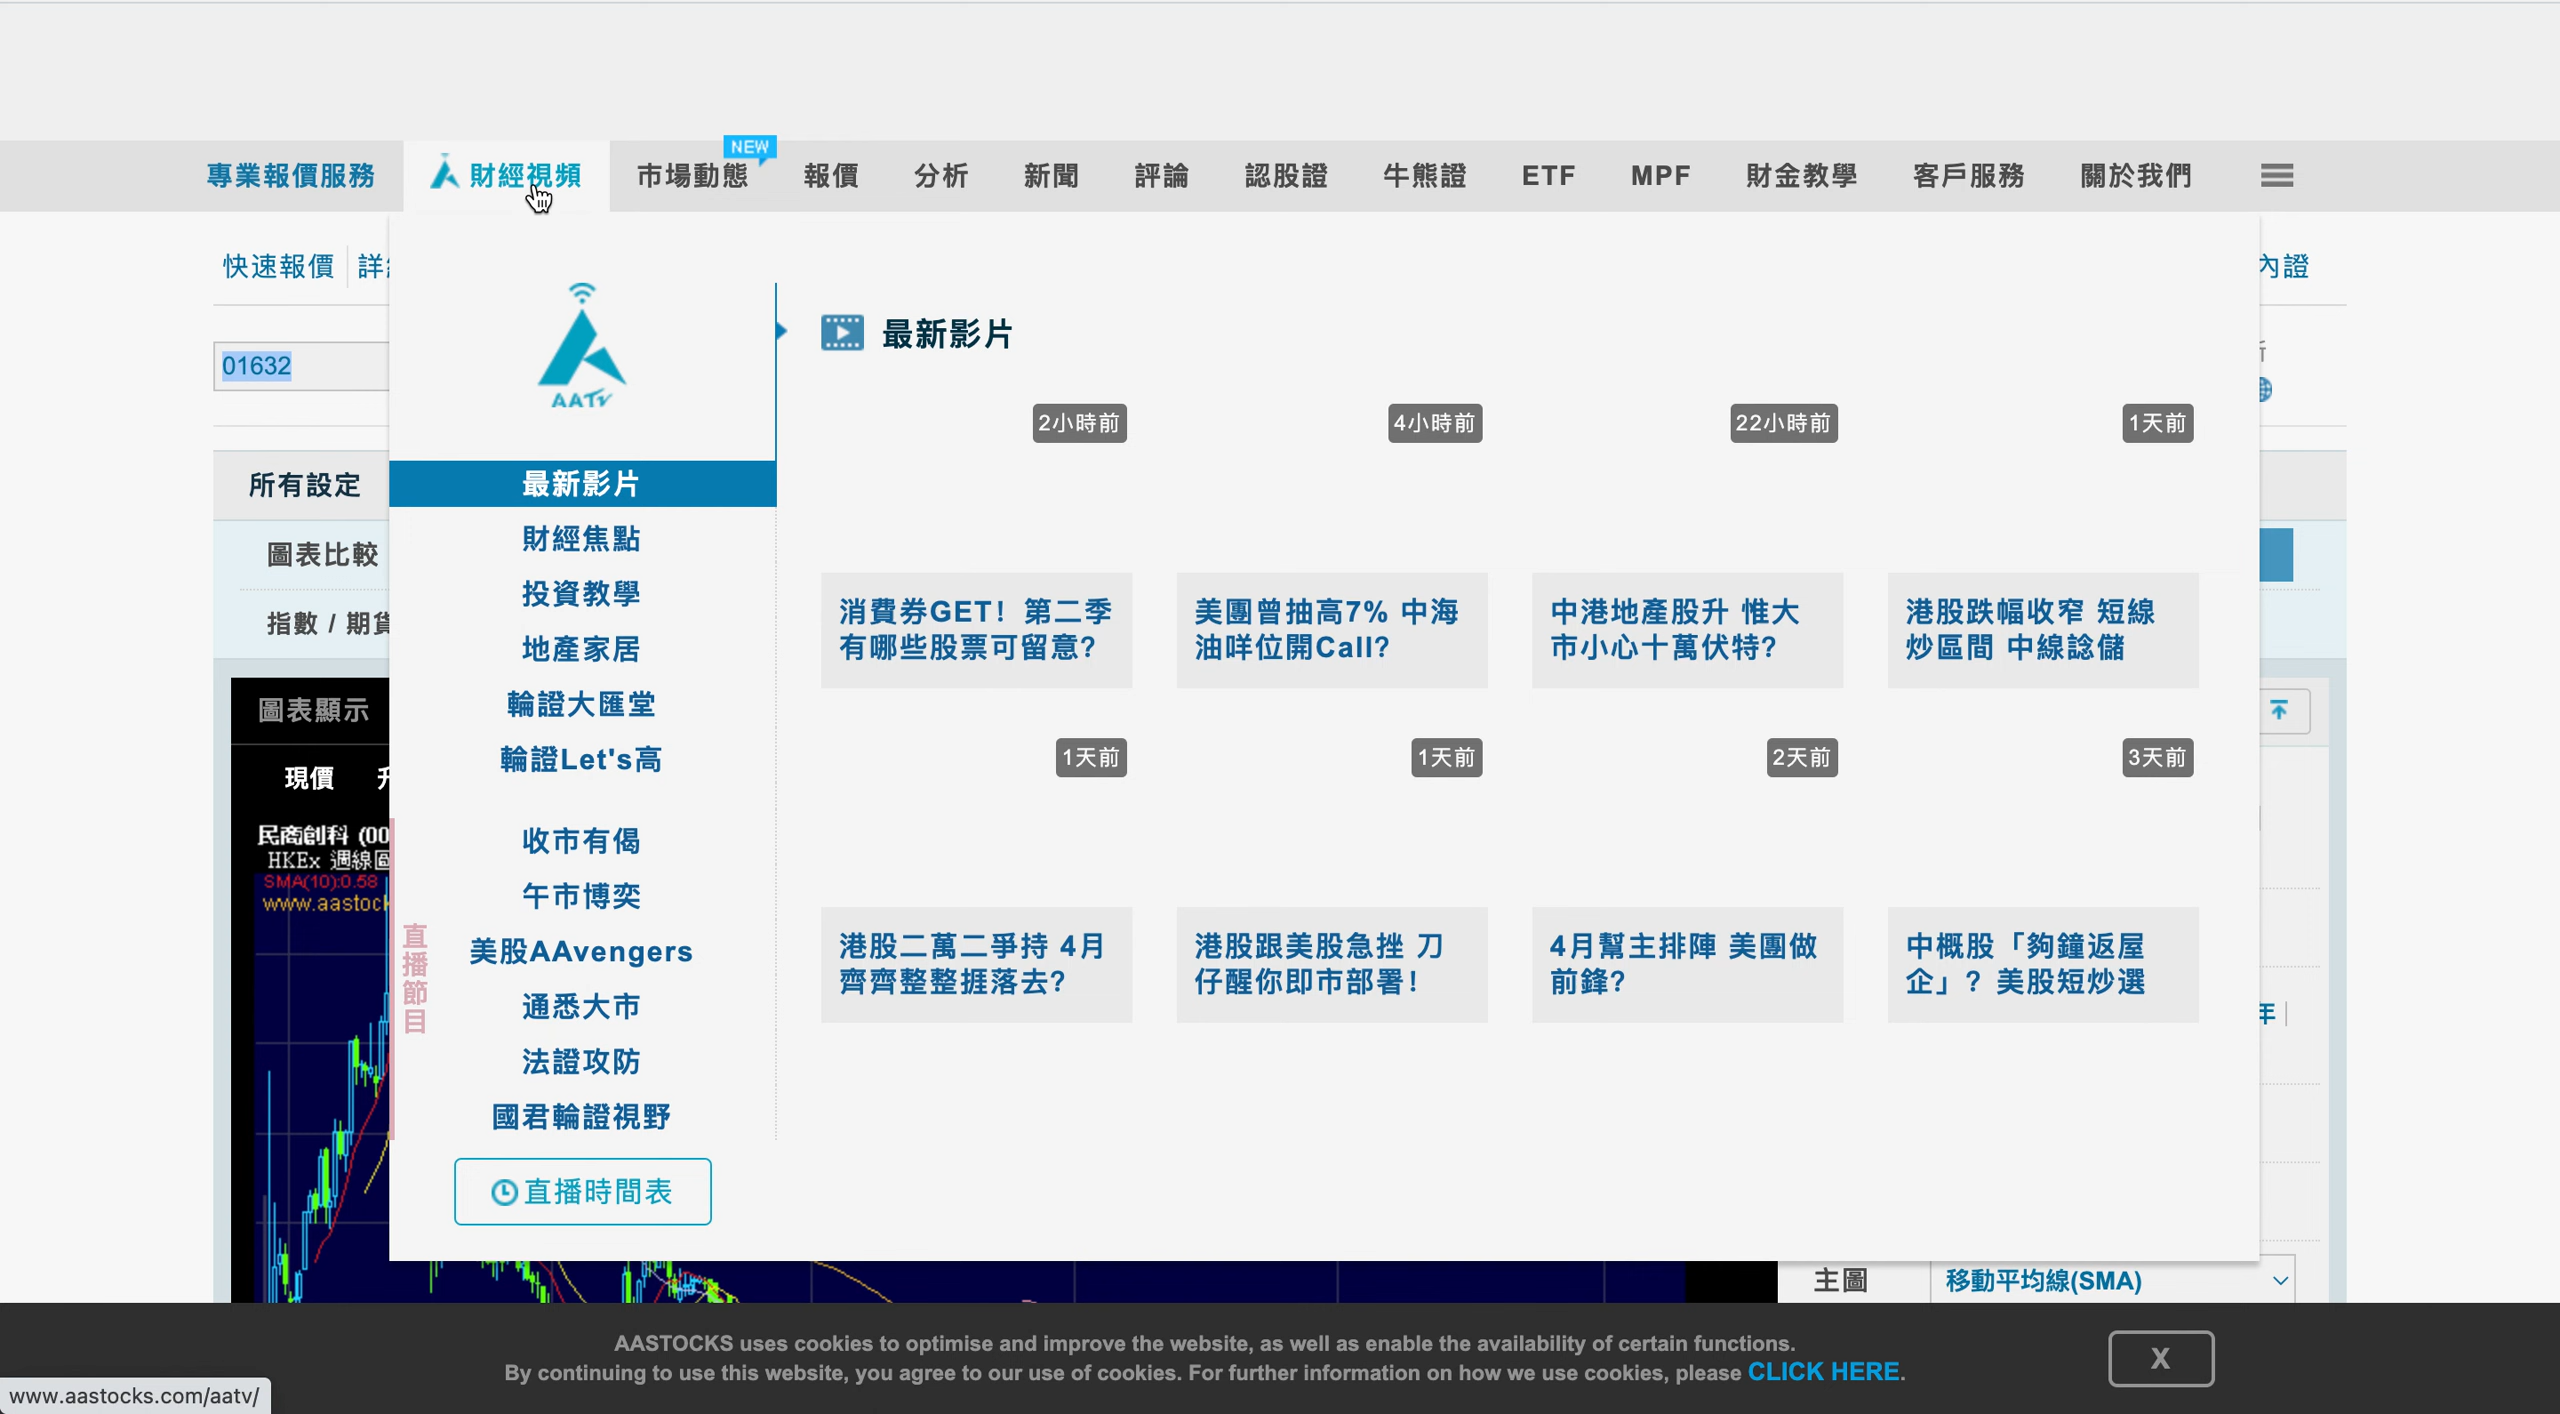 專業報價服務
財經視頻
NEW
市場動態
報價
分析
新聞
評論
認股證
牛熊證
ETF
MPF
財金教學
客戶服務
關於我們
快速報價
內證
01632
所有設定
圖表比較
指數 / 期貨
圖表顯示
現價
民商創科 (00
HKEx 週線圖
SMA(10):0.58
www.aastock
AATV
最新影片
財經焦點
投資教學
地產家居
輪證大匯堂
輪證Let's高
直播節目
收市有偈
午市博奕
美股AAvengers
通悉大市
法證攻防
國君輪證視野
直播時間表
最新影片
2小時前
4小時前
22小時前
1天前
消費券GET！第二季
有哪些股票可留意?
美團曾抽高7% 中海
油咩位開Call?
中港地產股升 惟大
市小心十萬伏特?
港股跌幅收窄 短線
炒區間 中線諗儲
1天前
1天前
2天前
3天前
港股二萬二爭持 4月
齊齊整整捱落去?
港股跟美股急挫 刀
仔醒你即市部署！
4月幫主排陣 美團做
前鋒?
中概股「夠鐘返屋
企」? 美股短炒選
年
主圖
移動平均線(SMA)
AASTOCKS uses cookies to optimise and improve the website, as well as enable the availability of certain functions.
By continuing to use this website, you agree to our use of cookies. For further information on how we use cookies, please CLICK HERE.
X
www.aastocks.com/aatv/